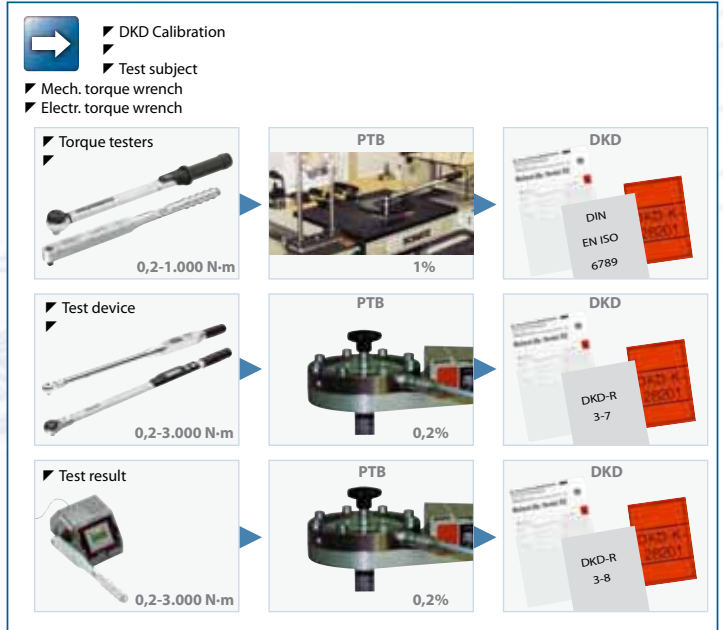 DKD Calibration
Test subject
Mech. torque wrench
Electr. torque wrench
Torque testers
0,2-1.000 N·m
PTB
1%
DKD
DIN
EN ISO
6789
DKD-K-
28201
Test device
0,2-3.000 N·m
PTB
0,2%
DKD
DKD-R
3-7
DKD-K-
28201
Test result
0,2-3.000 N·m
PTB
0,2%
DKD
DKD-R
3-8
DKD-K-
28201